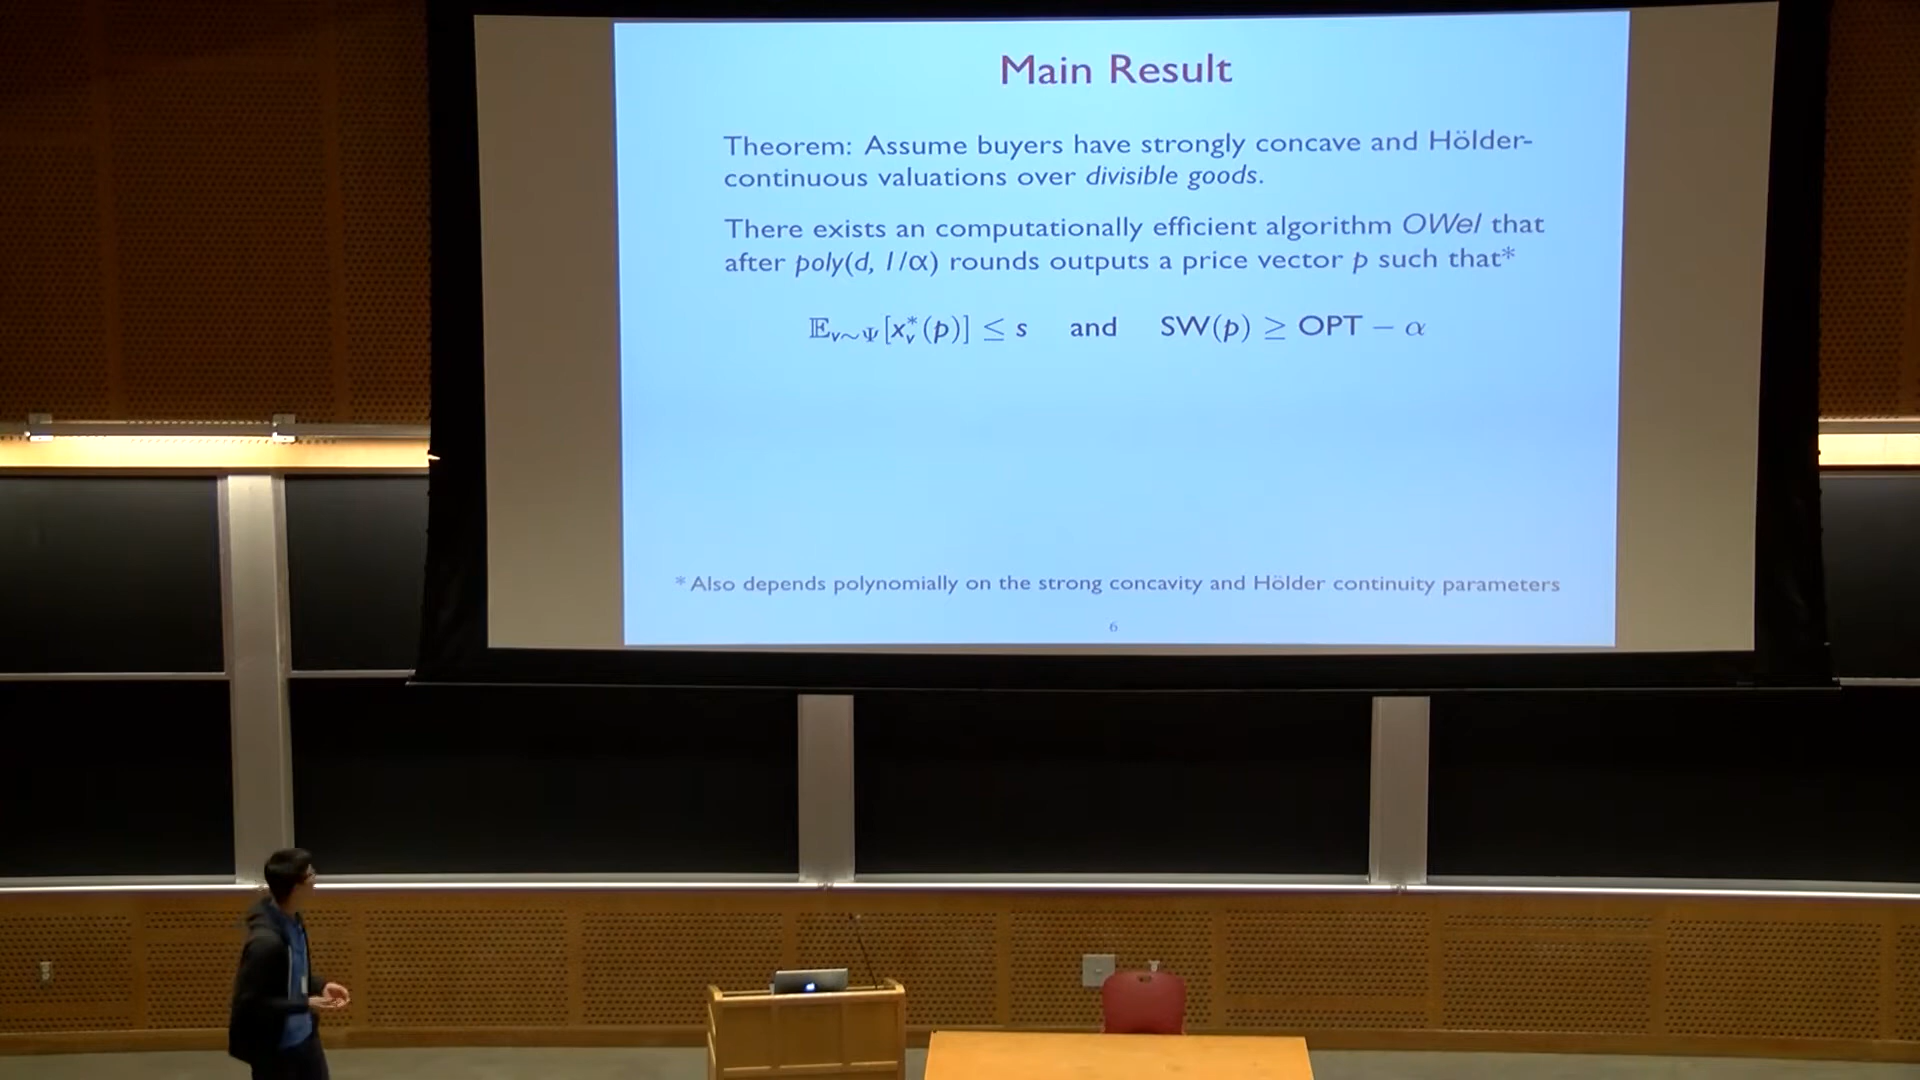 Main Result
Theorem: Assume buyers have strongly concave and Hölder-
continuous valuations over divisible goods.
There exists an computationally efficient algorithm OWel that
after poly(d, 1/α) rounds outputs a price vector p such that*
𝔼ᵥ∼Ψ[xᵥ*(p)] ≤ s and SW(p) ≥ OPT − α
* Also depends polynomially on the strong concavity and Hölder continuity parameters
6